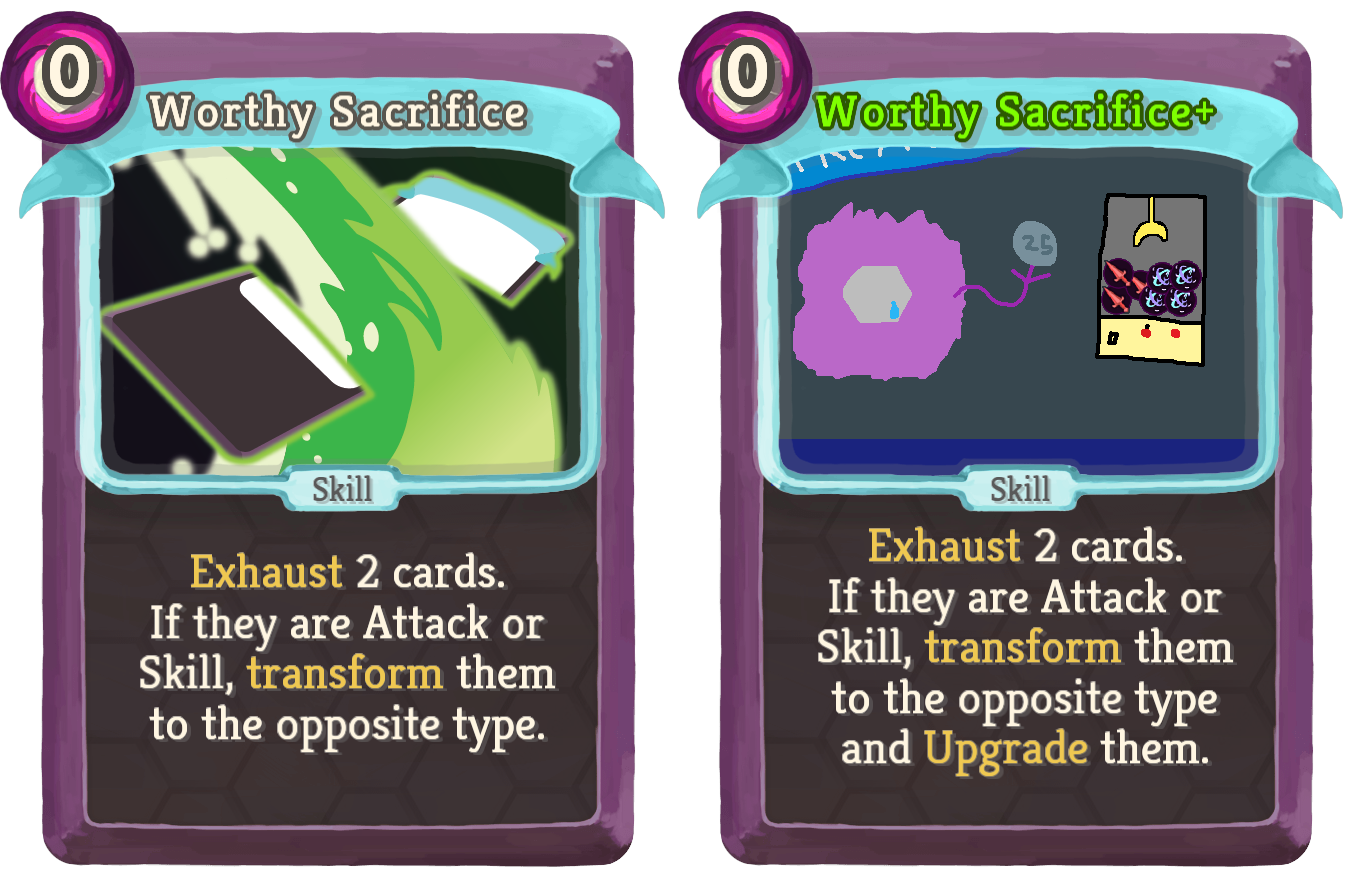 0
Worthy Sacrifice
Skill
Exhaust 2 cards.
If they are Attack or
Skill, transform them
to the opposite type.
0
Worthy Sacrifice+
25
Skill
Exhaust 2 cards.
If they are Attack or
Skill, transform them
to the opposite type
and Upgrade them.